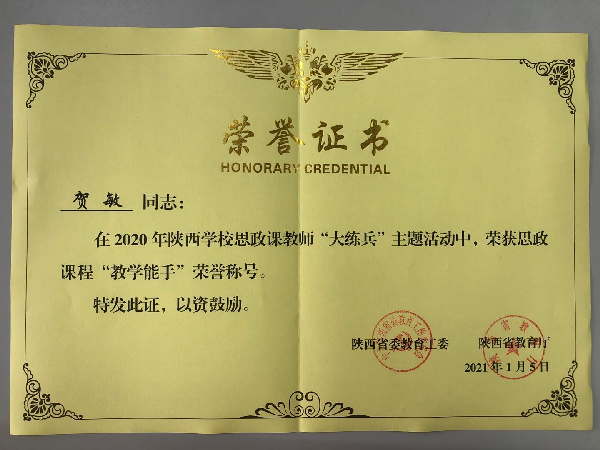 荣誉证书
HONORARY CREDENTIAL
贺敏 同志：
在2020年陕西学校思政课教师“大练兵”主题活动中，荣获思政
课程“教学能手”荣誉称号。
特发此证，以资鼓励。
陕西省委教育工委 陕西省教育厅
2021年1月5日